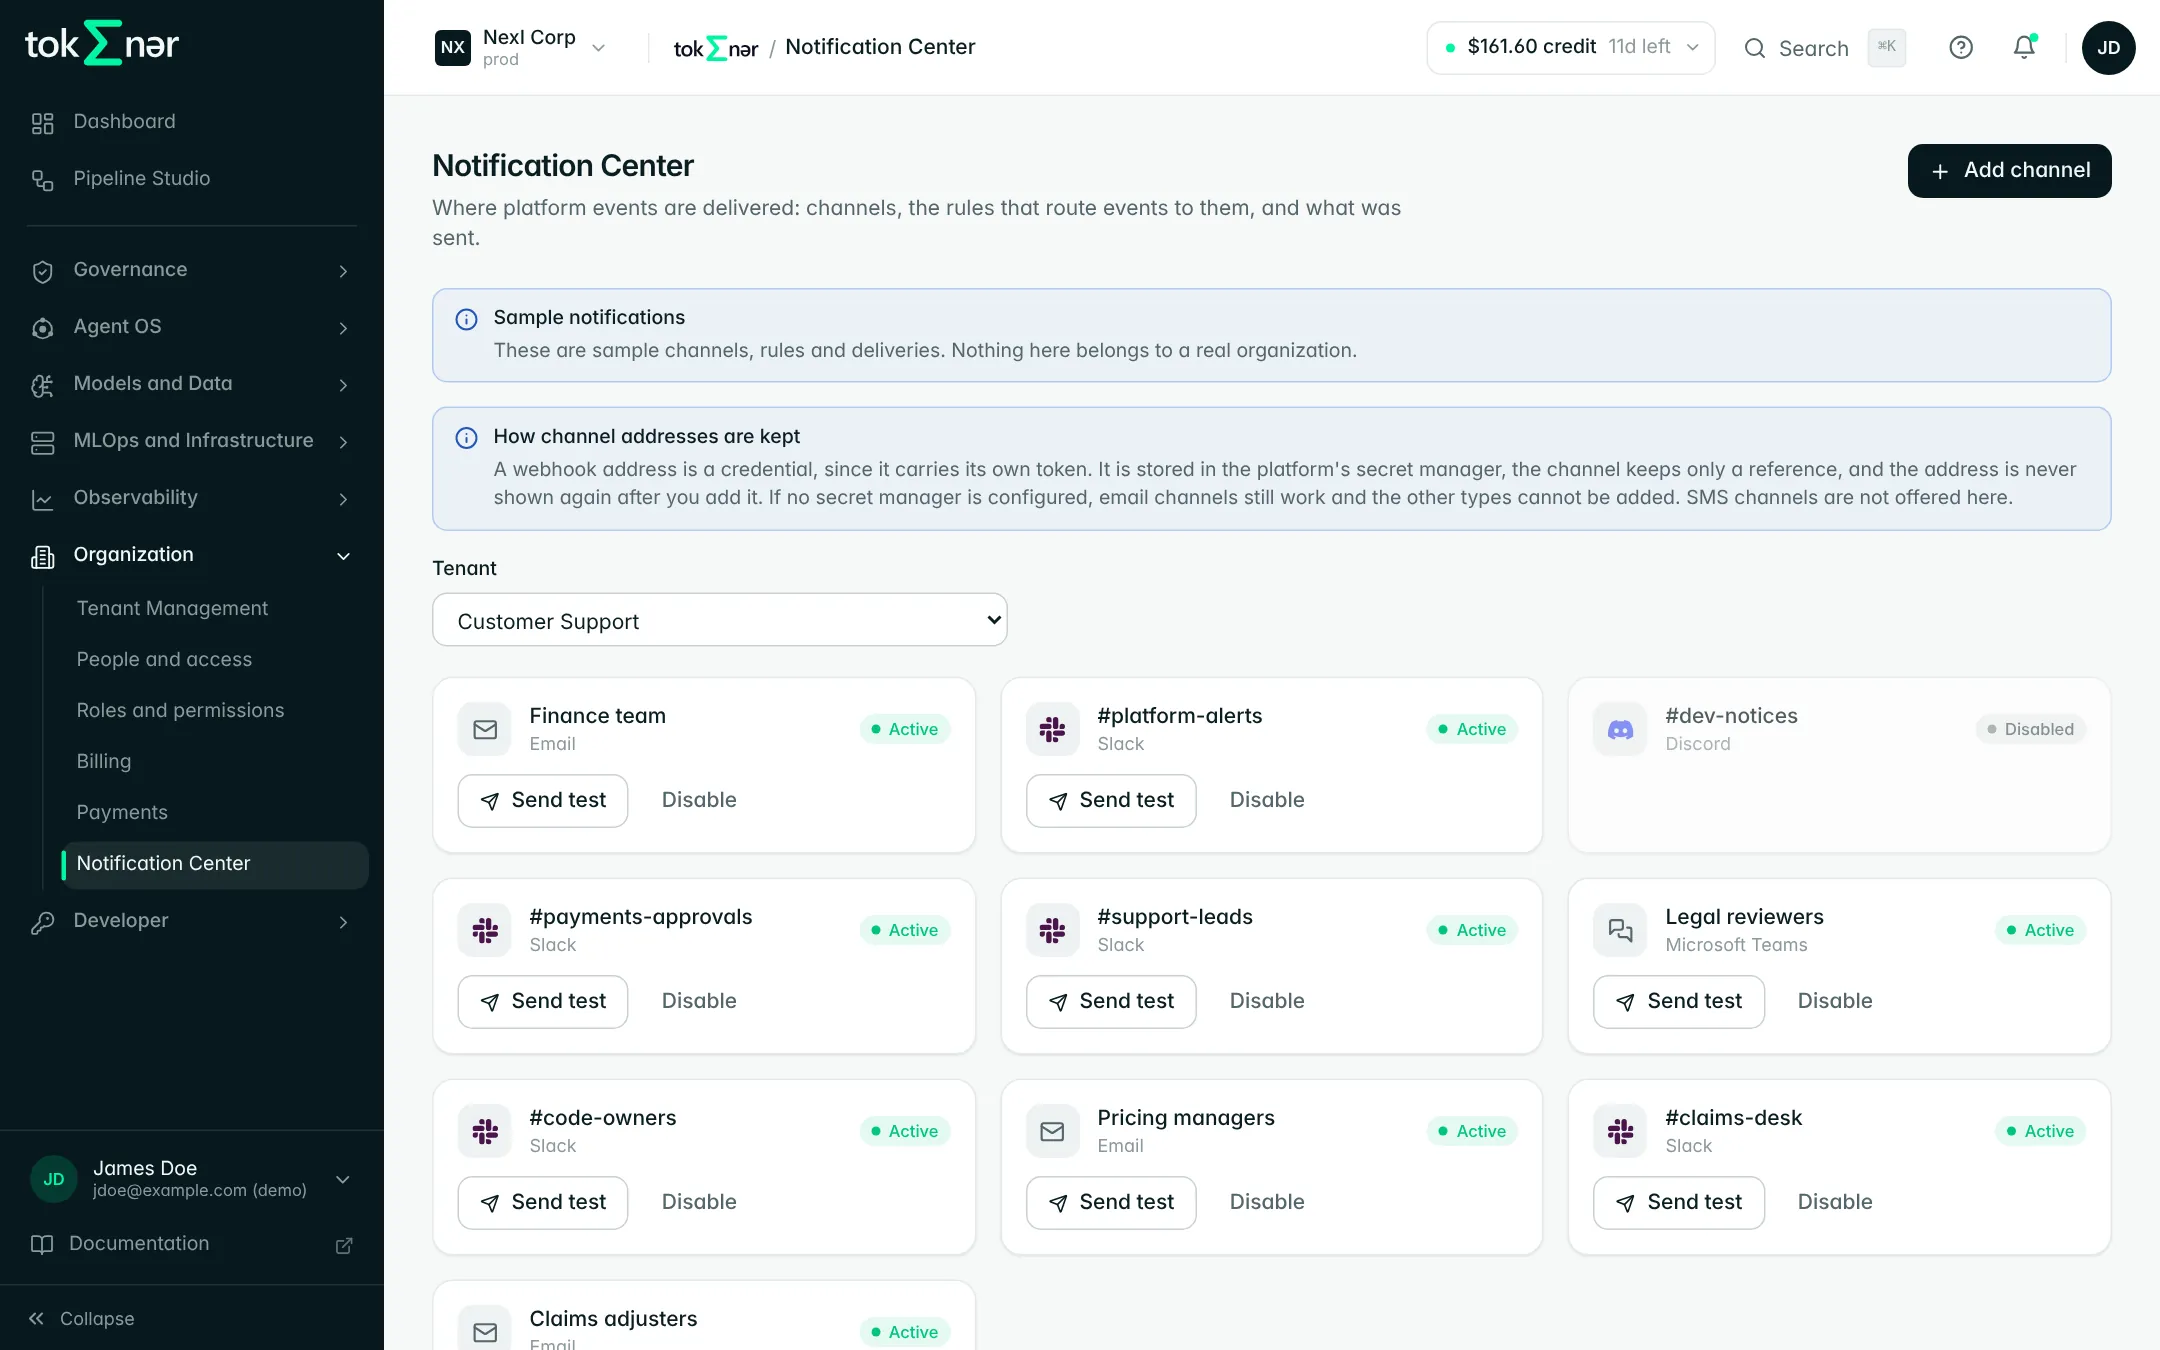 tokΣnər
Dashboard
Pipeline Studio
Governance
Agent OS
Models and Data
MLOps and Infrastructure
Observability
Organization
Tenant Management
People and access
Roles and permissions
Billing
Payments
Notification Center
Developer
JD
James Doe
jdoe@example.com (demo)
Documentation
Collapse
NX
Nexl Corp
prod
tokΣnər / Notification Center
$161.60 credit 11d left
Search ⌘K
JD
Notification Center
Where platform events are delivered: channels, the rules that route events to them, and what was
sent.
Add channel
Sample notifications
These are sample channels, rules and deliveries. Nothing here belongs to a real organization.
How channel addresses are kept
A webhook address is a credential, since it carries its own token. It is stored in the platform's secret manager, the channel keeps only a reference, and the address is never
shown again after you add it. If no secret manager is configured, email channels still work and the other types cannot be added. SMS channels are not offered here.
Tenant
Customer Support
Finance team
Email
Active
Send test Disable
#platform-alerts
Slack
Active
Send test Disable
#dev-notices
Discord
Disabled
#payments-approvals
Slack
Active
Send test Disable
#support-leads
Slack
Active
Send test Disable
Legal reviewers
Microsoft Teams
Active
Send test Disable
#code-owners
Slack
Active
Send test Disable
Pricing managers
Email
Active
Send test Disable
#claims-desk
Slack
Active
Send test Disable
Claims adjusters
Email
Active